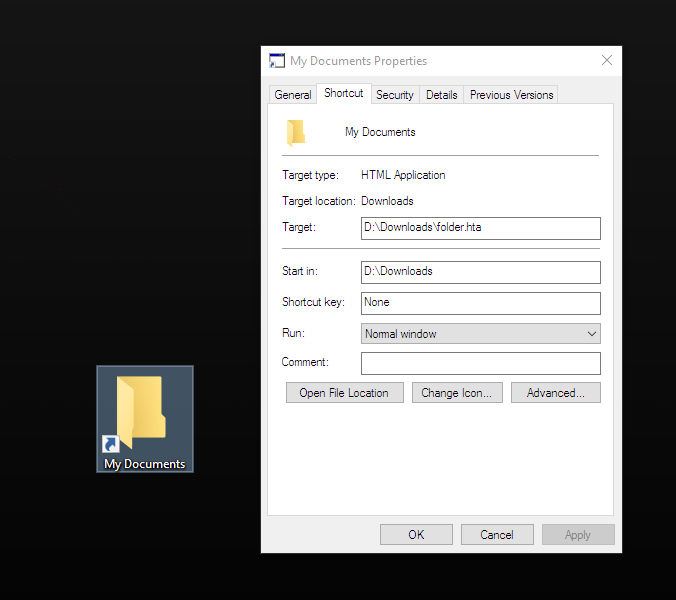 My Documents Properties
General Shortcut Security Details Previous Versions
My Documents
Target type: HTML Application
Target location: Downloads
Target: D:\Downloads\folder.hta
Start in: D:\Downloads
Shortcut key: None
Run: Normal window
Comment:
Open File Location Change Icon... Advanced...
OK Cancel Apply
My Documents